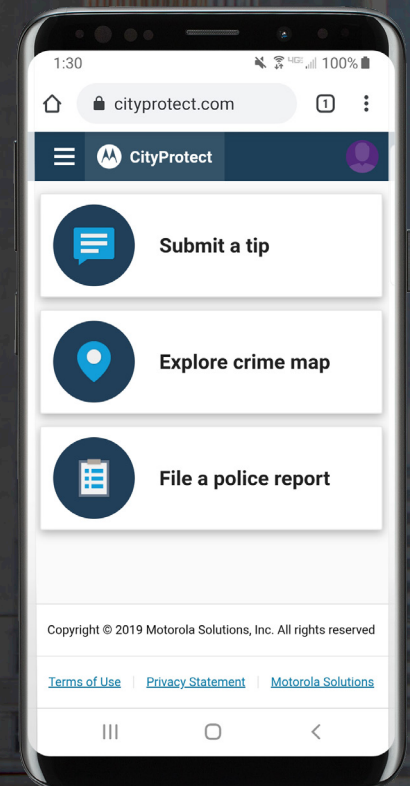 1:30 4GE 100%
cityprotect.com 1
CityProtect
Submit a tip
Explore crime map
File a police report
Copyright © 2019 Motorola Solutions, Inc. All rights reserved
Terms of Use Privacy Statement Motorola Solutions